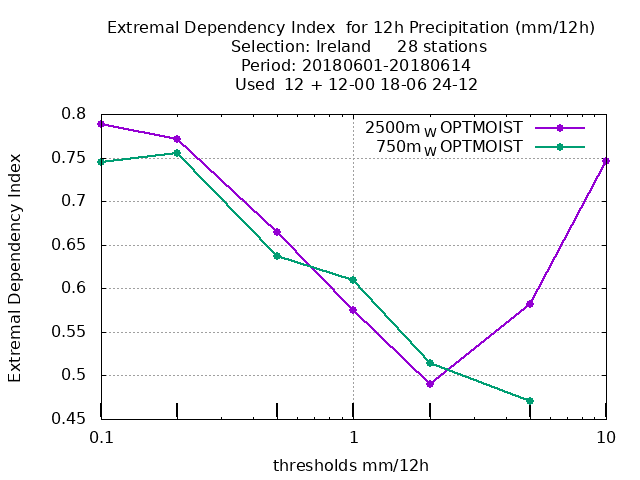 Extremal Dependency Index  for 12h Precipitation (mm/12h)
Selection: Ireland     28 stations
Period: 20180601-20180614
Used  12 + 12-00 18-06 24-12
2500m W OPTMOIST
750m W OPTMOIST
Extremal Dependency Index
0.8
0.75
0.7
0.65
0.6
0.55
0.5
0.45
0.1 1 10
thresholds mm/12h